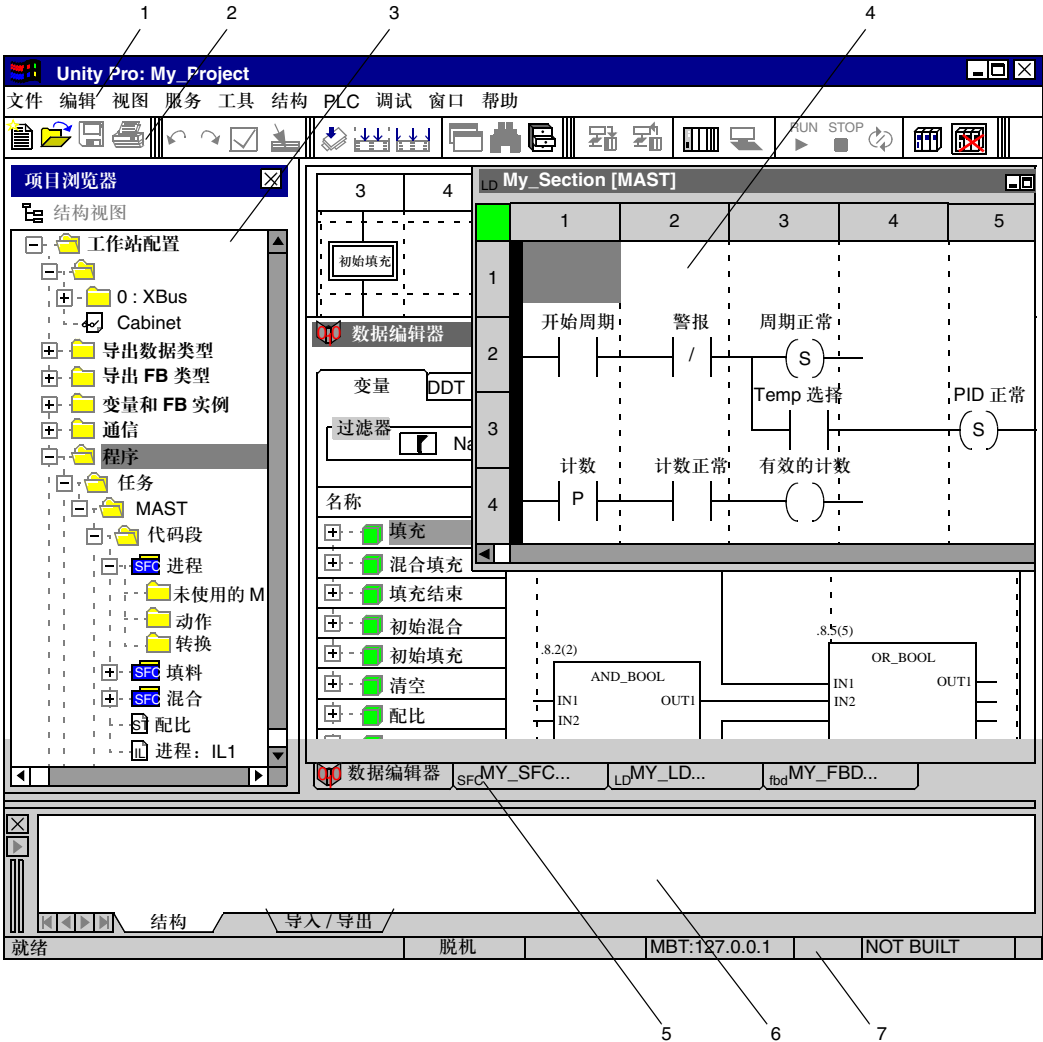 1 2 3 4
Unity Pro: My_Project
文件 编辑 视图 服务 工具 结构 PLC 调试 窗口 帮助
RUN STOP
项目浏览器
结构视图
工作站配置
0 : XBus
Cabinet
导出数据类型
导出 FB 类型
变量和 FB 实例
通信
程序
任务
MAST
代码段
SFC 进程
未使用的 M
动作
转换
SFC 填料
SFC 混合
ST 配比
IL 进程：IL1
3 4
初始填充
数据编辑器
变量 DDT
过滤器
Na
名称
填充
混合填充
填充结束
初始混合
初始填充
清空
配比
LD My_Section [MAST]
1 2 3 4 5
1
开始周期 警报 周期正常
2 / S
Temp 选择 PID 正常
3 S
计数 计数正常 有效的计数
4 P
.8.2(2)
AND_BOOL
IN1 OUT1
IN2
.8.5(5)
OR_BOOL
IN1 OUT1
IN2
数据编辑器 SFC MY_SFC... LD MY_LD... fbd MY_FBD...
结构 导入 / 导出
就绪 脱机 MBT:127.0.0.1 NOT BUILT
5 6 7